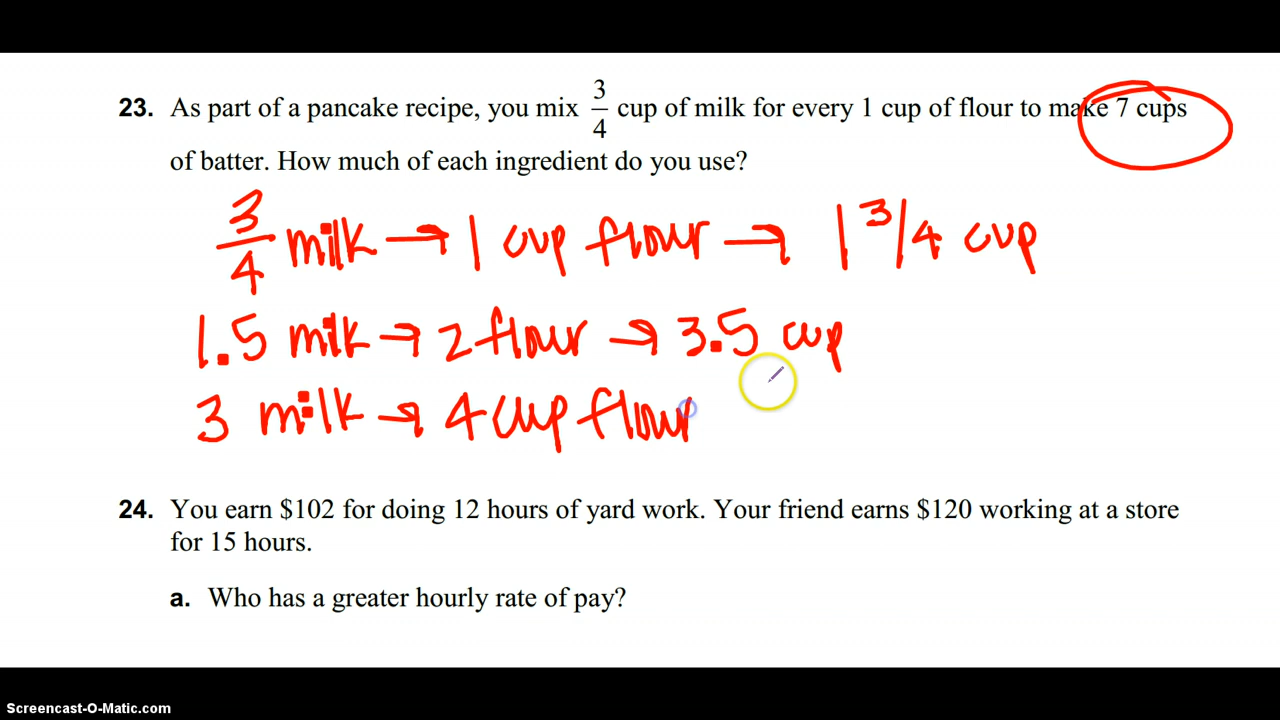 23. As part of a pancake recipe, you mix 3/4 cup of milk for every 1 cup of flour to make 7 cups
of batter. How much of each ingredient do you use?
3/4 milk → 1 cup flour → 1 3/4 cup
1.5 milk → 2 flour → 3.5 cup
3 milk → 4 cup flour
24. You earn $102 for doing 12 hours of yard work. Your friend earns $120 working at a store
for 15 hours.
a. Who has a greater hourly rate of pay?
Screencast-O-Matic.com